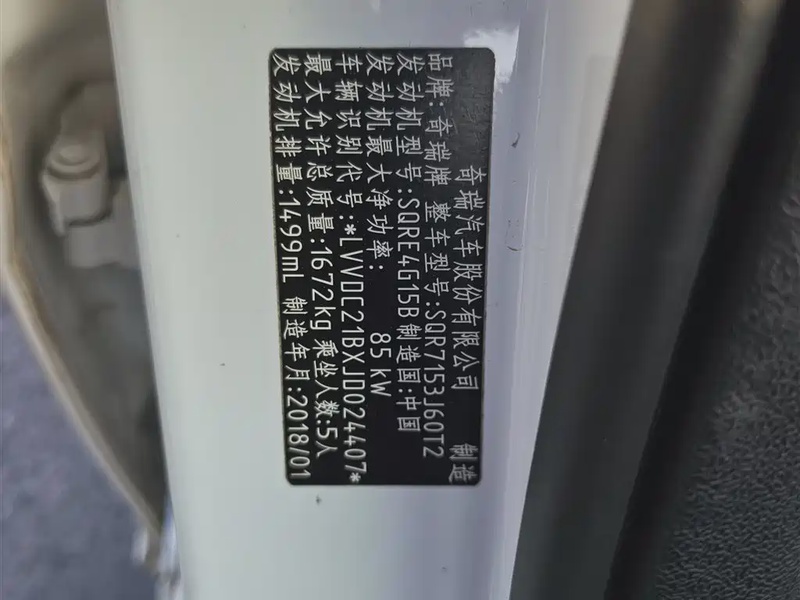 奇瑞汽车股份有限公司 制造
品牌:奇瑞牌 整车型号:SQR7153J60T2
发动机型号:SQRE4G15B 制造国:中国
发动机最大净功率: 85 kW
车辆识别代号:*LVVDC21BXJD024407*
最大允许总质量:1672kg 乘坐人数:5人
发动机排量:1499mL 制造年月:2018/01